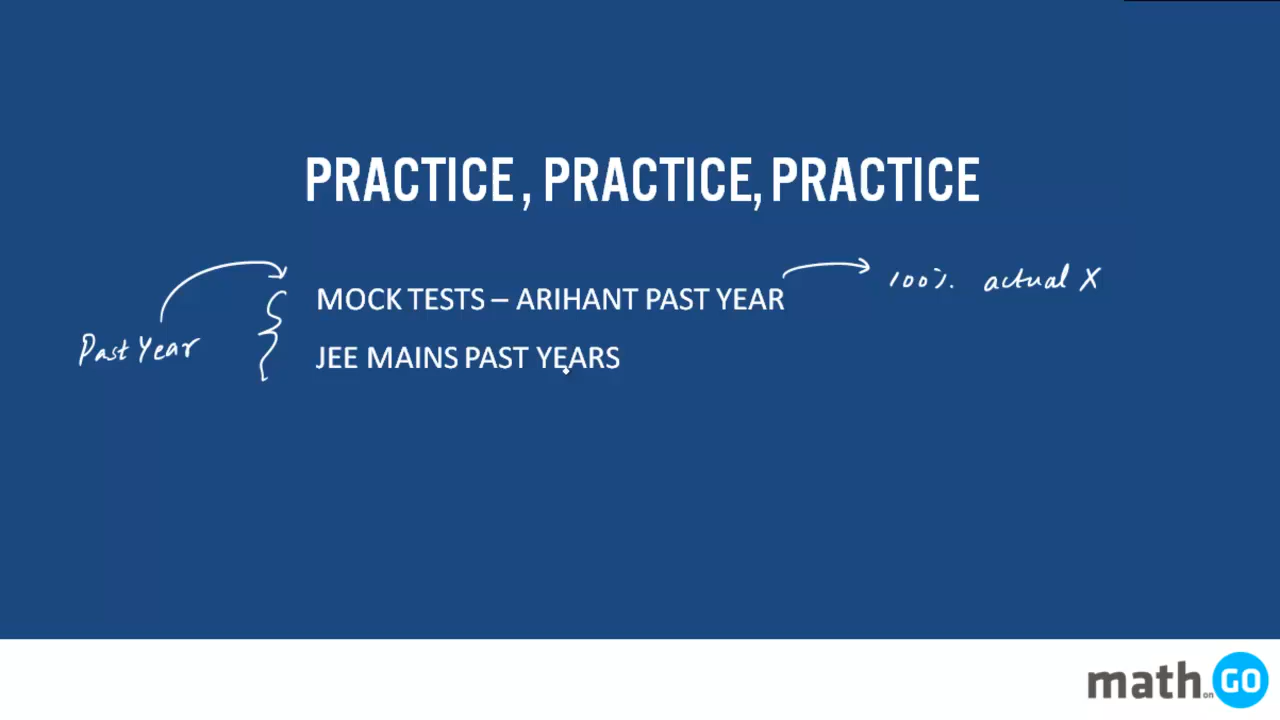 PRACTICE, PRACTICE, PRACTICE
MOCK TESTS – ARIHANT PAST YEAR
100%. actual X
Past Year
JEE MAINS PAST YEARS
math on GO